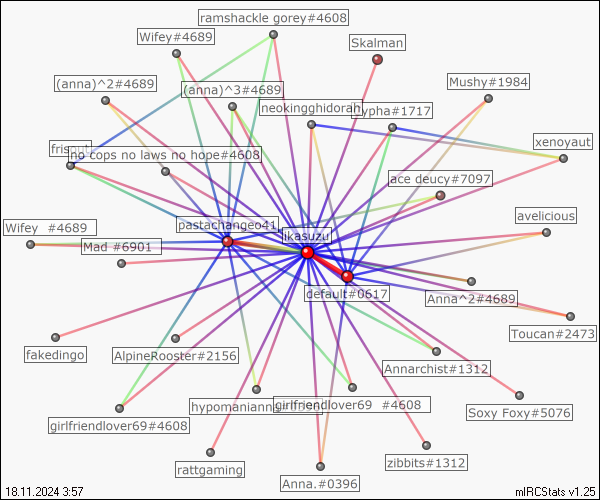 ramshackle gorey#4608
Wifey#4689
Skalman
(anna)^2#4689
(anna)^3#4689
Mushy#1984
neokingghidorah
ypha#1717
xenoyaut
no cops no laws no hope#4608
ace deucy#7097
pastachangeo41
ikasuzu
avelicious
Wifey #4689
Mad #6901
default#0617
Anna^2#4689
Toucan#2473
fakedingo
AlpineRooster#2156
Annarchist#1312
girlfriendlover69#4608
girlfriendlover69 #4608
Soxy Foxy#5076
rattgaming
Anna.#0396
zibbits#1312
18.11.2024 3:57
mIRCStats v1.25